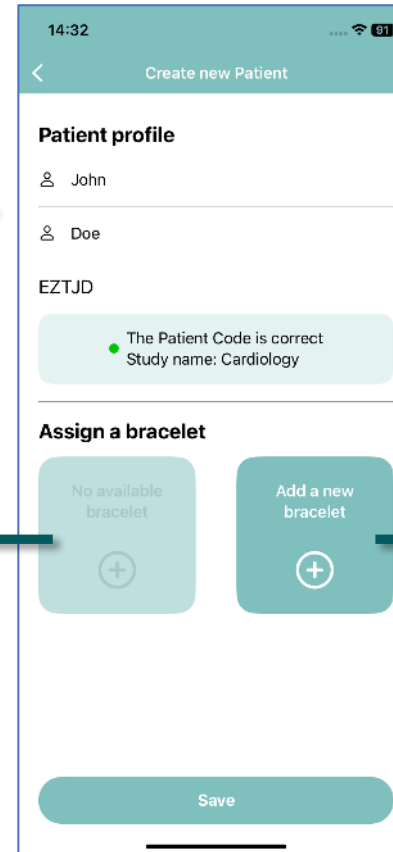 14:32
91
Create new Patient
Patient profile
John
Doe
EZTJD
The Patient Code is correct
Study name: Cardiology
Assign a bracelet
No available
bracelet
Add a new
bracelet
Save